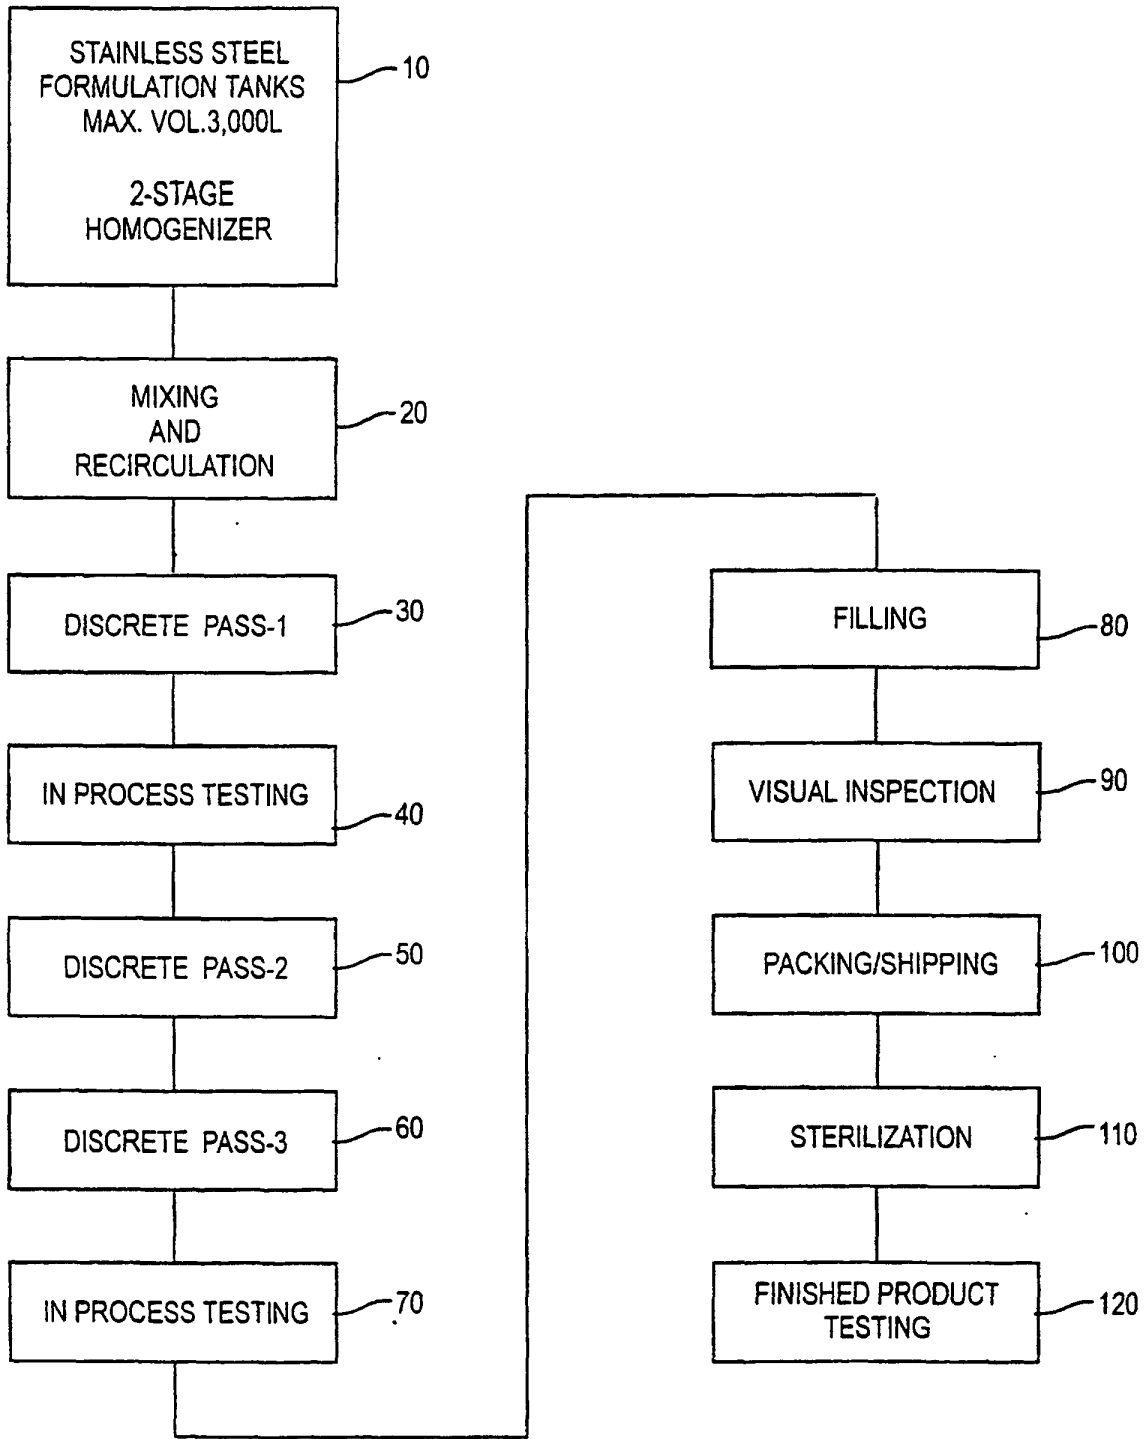 STAINLESS STEEL
FORMULATION TANKS
MAX. VOL.3,000L
2-STAGE
HOMOGENIZER
10
MIXING
AND
RECIRCULATION
20
DISCRETE PASS-1
30
IN PROCESS TESTING
40
DISCRETE PASS-2
50
DISCRETE PASS-3
60
IN PROCESS TESTING
70
FILLING
80
VISUAL INSPECTION
90
PACKING/SHIPPING
100
STERILIZATION
110
FINISHED PRODUCT
TESTING
120